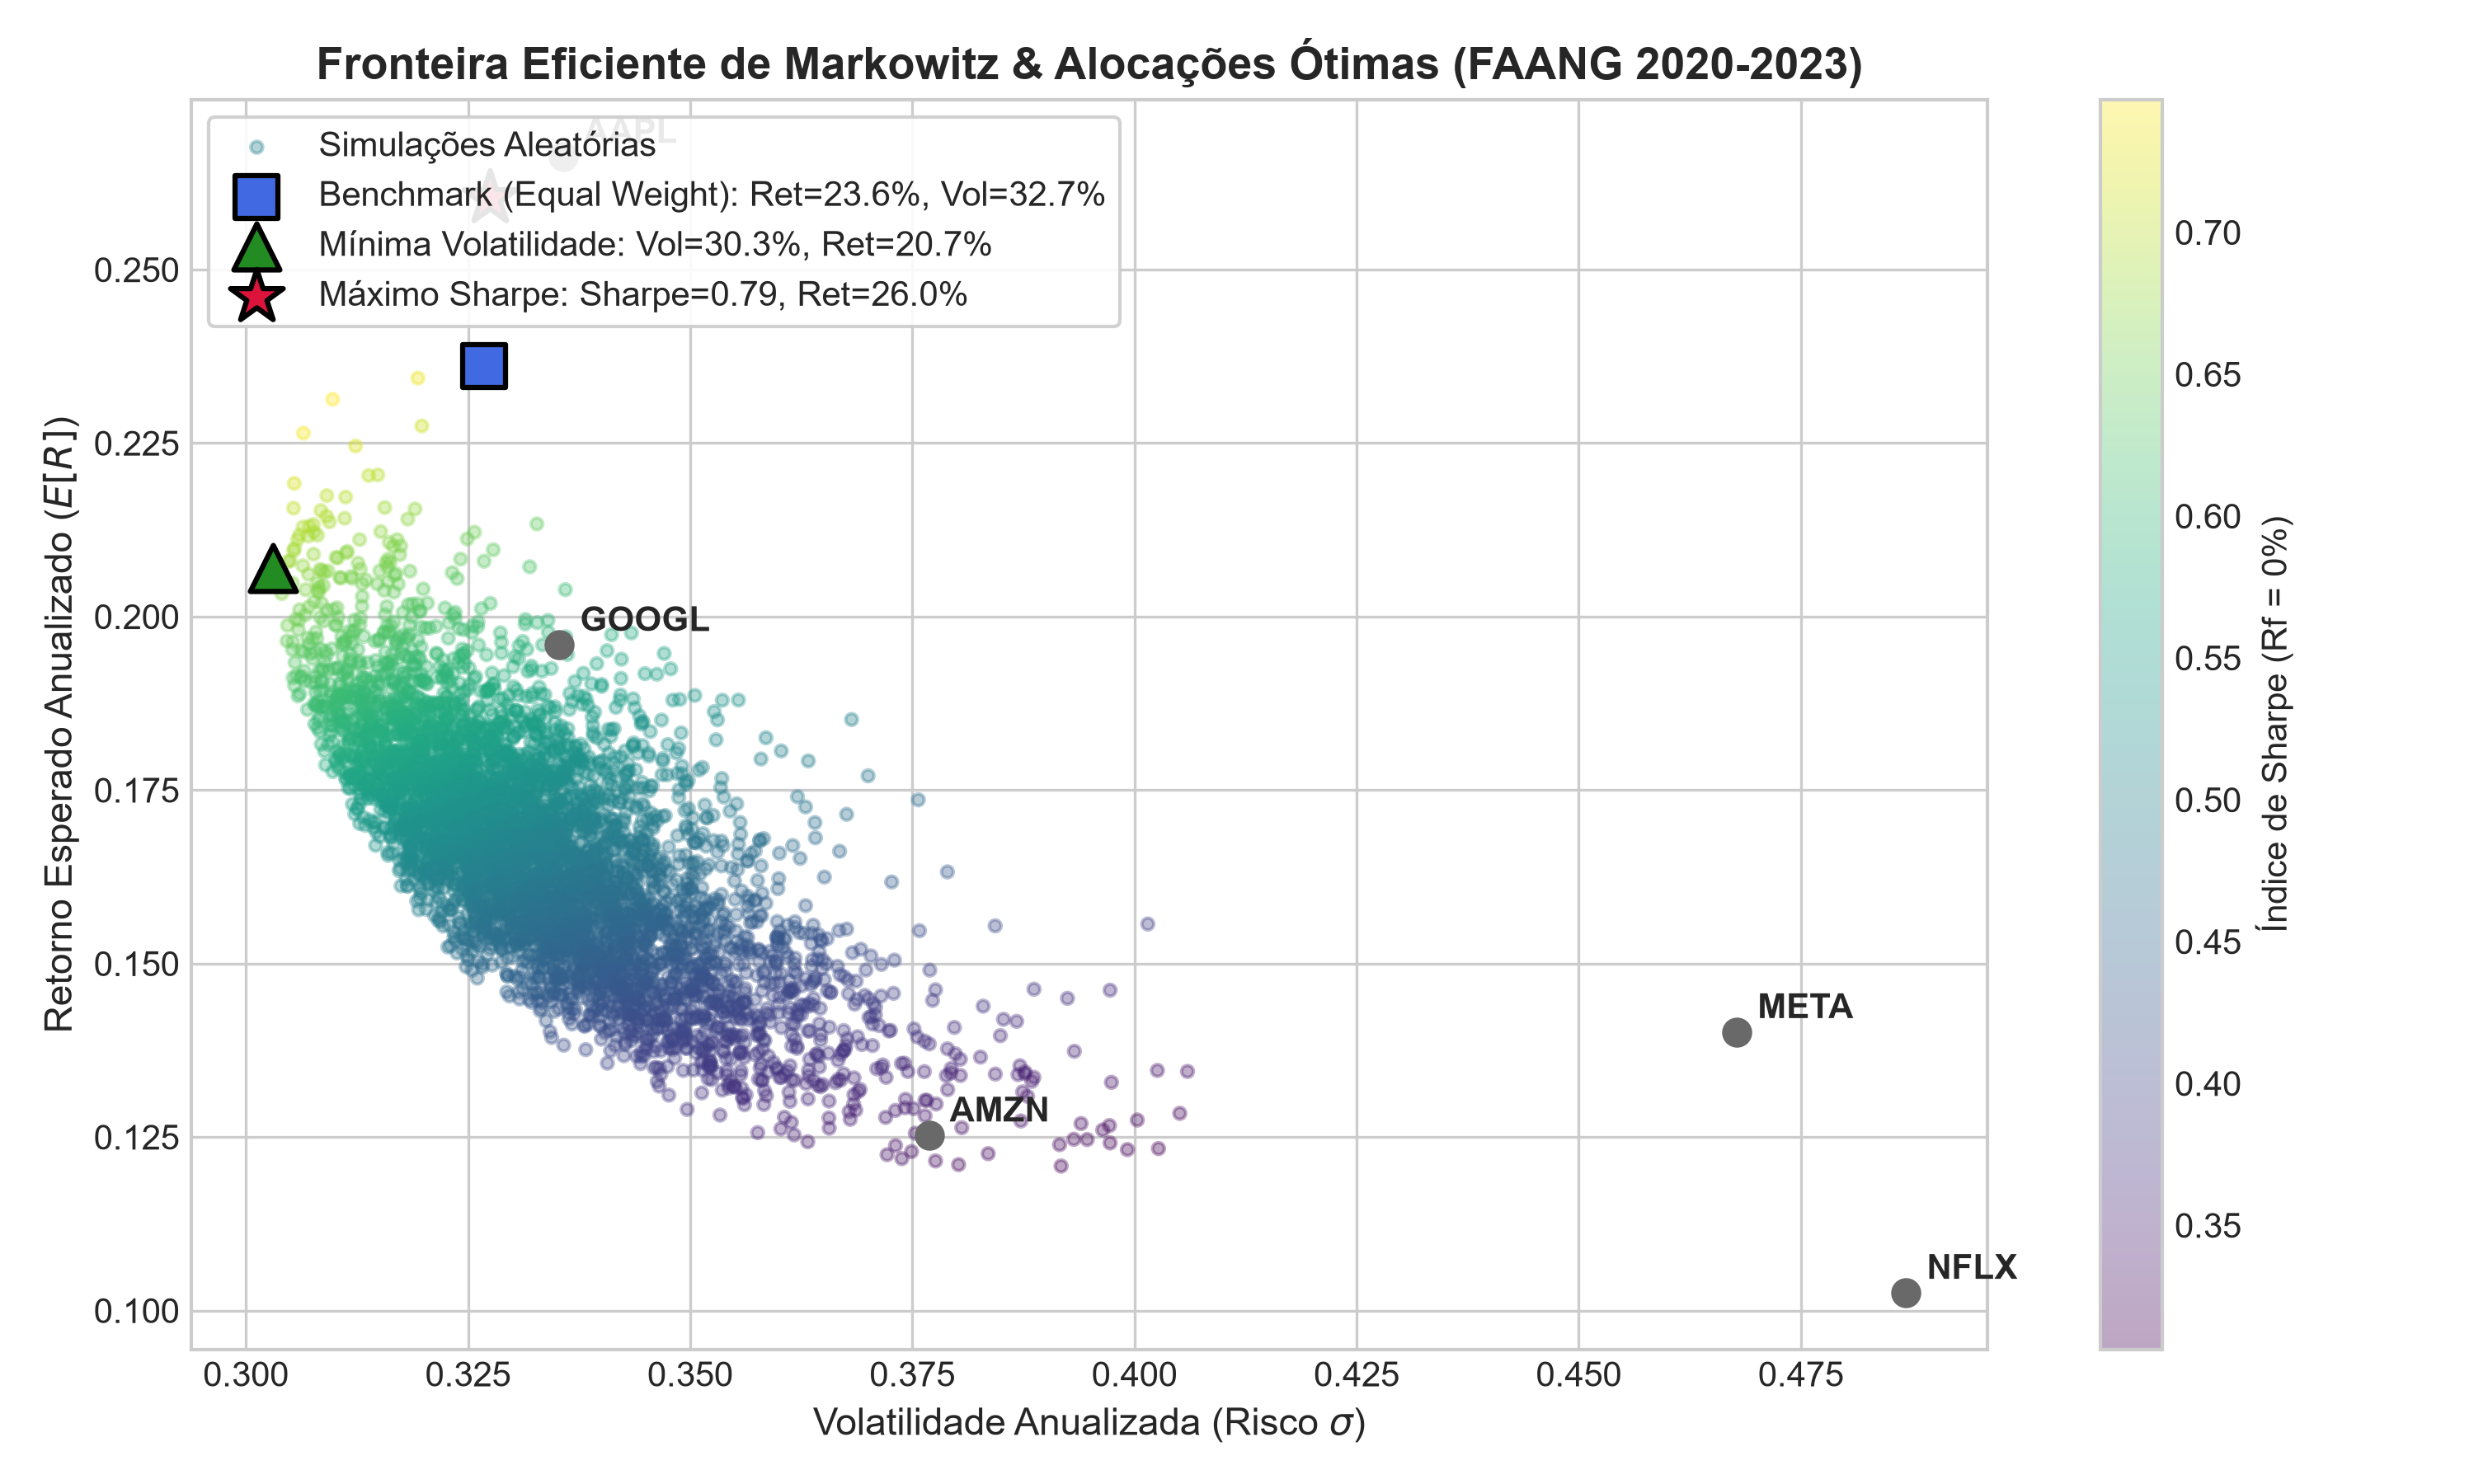 Fronteira Eficiente de Markowitz & Alocações Ótimas (FAANG 2020-2023)
AAPL
Simulações Aleatórias
Benchmark (Equal Weight): Ret=23.6%, Vol=32.7%
Mínima Volatilidade: Vol=30.3%, Ret=20.7%
Máximo Sharpe: Sharpe=0.79, Ret=26.0%
Retorno Esperado Anualizado (E[R])
0.250
0.225
0.200
0.175
0.150
0.125
0.100
GOOGL
META
AMZN
NFLX
0.300 0.325 0.350 0.375 0.400 0.425 0.450 0.475
Volatilidade Anualizada (Risco σ)
0.70
0.65
0.60
0.55
0.50
0.45
0.40
0.35
Índice de Sharpe (Rf = 0%)